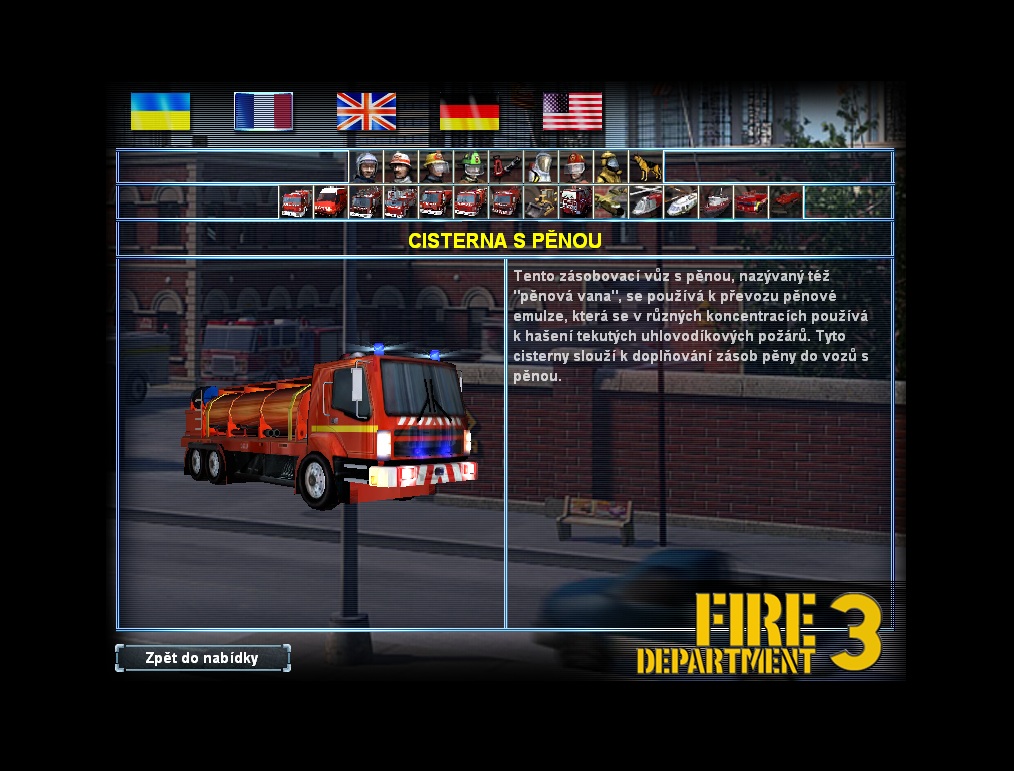 CISTERNA S PĚNOU
Tento zásobovací vůz s pěnou, nazývaný též
"pěnová vana", se používá k převozu pěnové
emulze, která se v různých koncentracích používá
k hašení tekutých uhlovodíkových požárů. Tyto
cisterny slouží k doplňování zásob pěny do vozů s
pěnou.
Zpět do nabídky
FIRE
DEPARTMENT 3